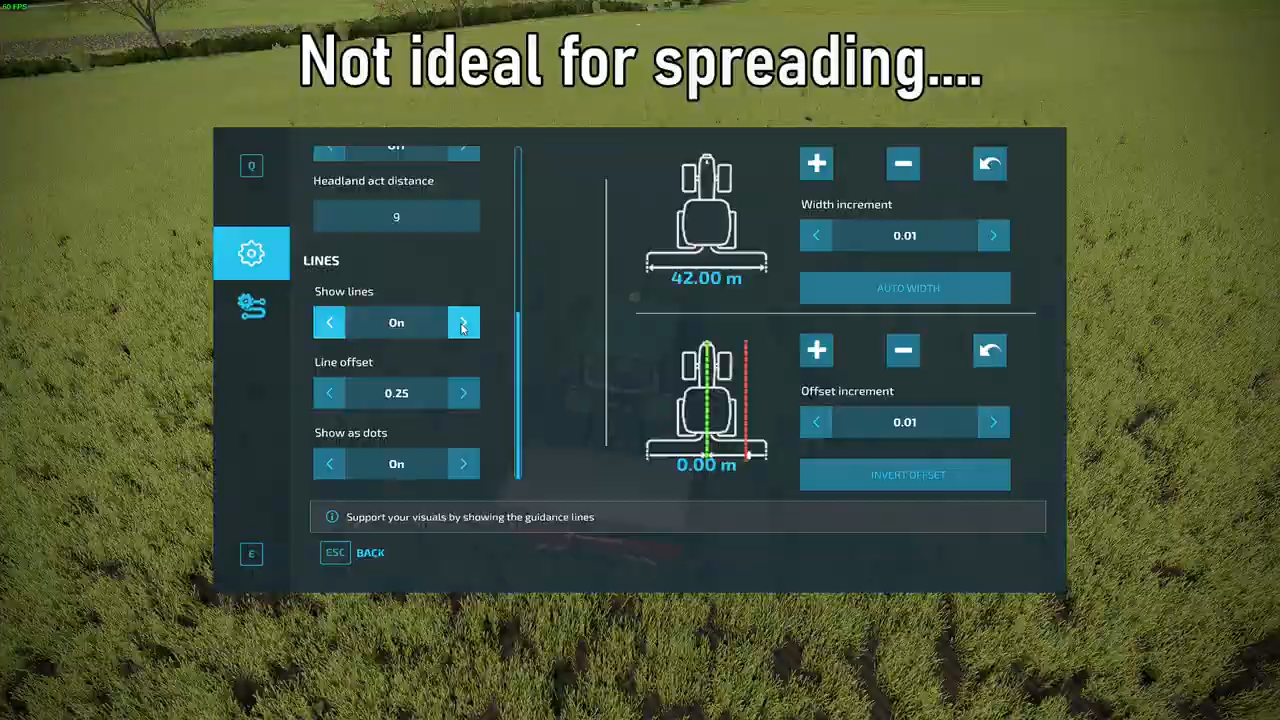 60 FPS
Not ideal for spreading....
Q
Headland act distance
9
LINES
Show lines
On
Line offset
0.25
Show as dots
On
42.00 m
Width increment
0.01
AUTO WIDTH
0.00 m
Offset increment
0.01
INVERT OFFSET
Support your visuals by showing the guidance lines
E
ESC BACK